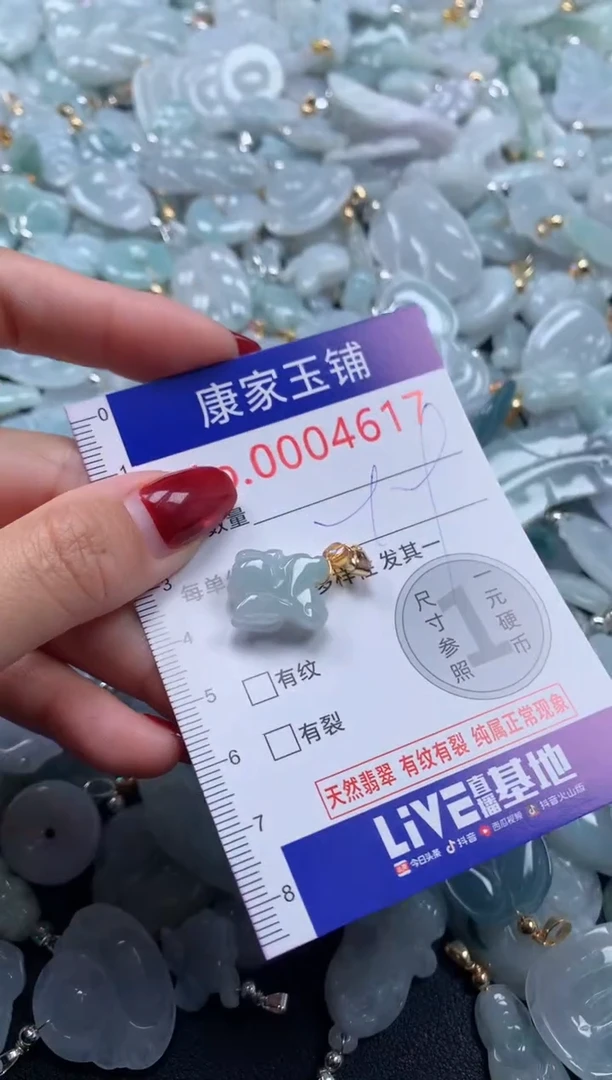 康家玉铺
o.0004617
数量
每单
多样性 发其一
有纹
有裂
尺寸参照
1
一元硬币
天然翡翠 有纹有裂 纯属正常现象
LiVE直播基地
今日头条 抖音 西瓜视频 抖音火山版
0
1
3
4
5
6
7
8